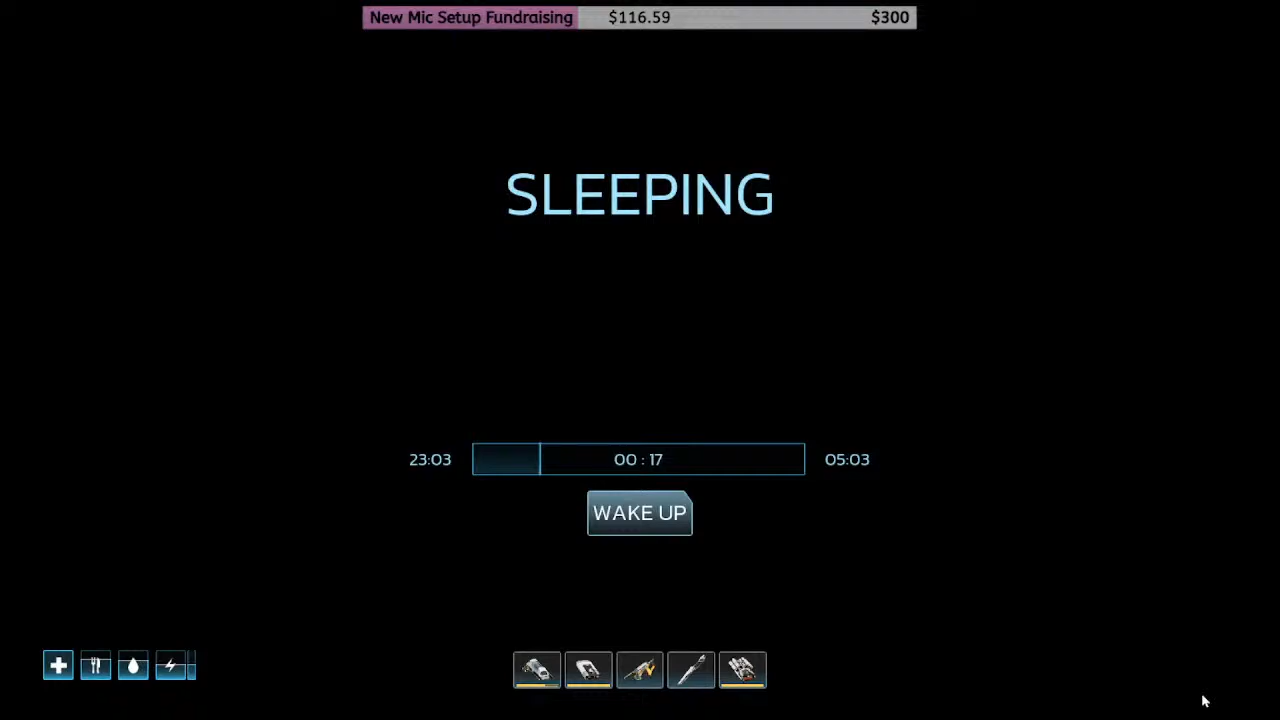 New Mic Setup Fundraising $116.59 $300
SLEEPING
23:03 00 : 17 05:03
WAKE UP